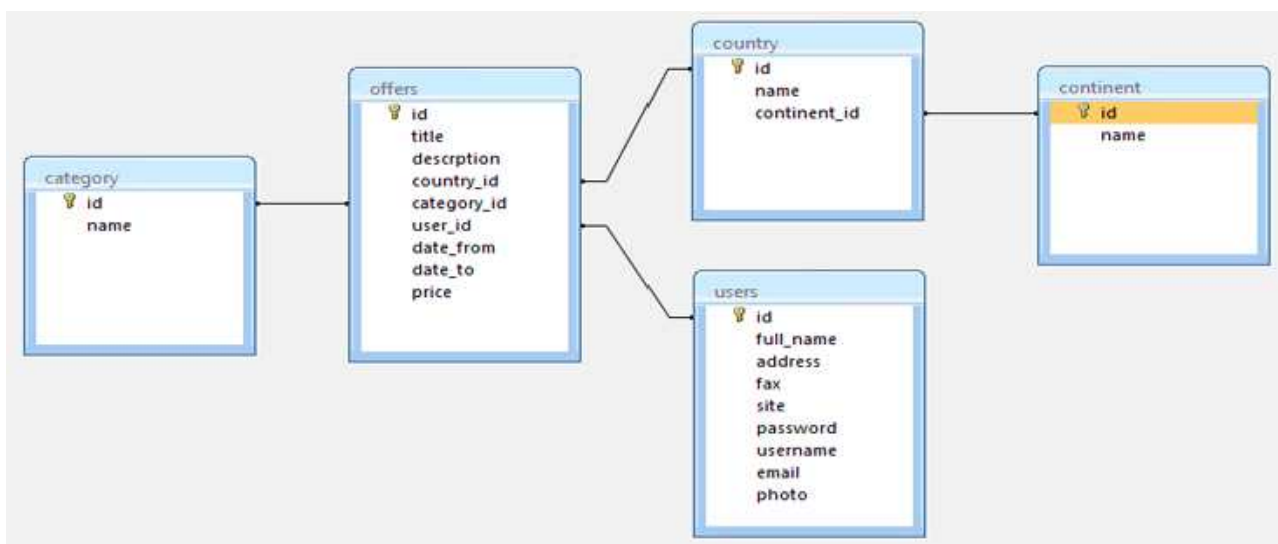 category
id
name
offers
id
title
descrption
country_id
category_id
user_id
date_from
date_to
price
country
id
name
continent_id
users
id
full_name
address
fax
site
password
username
email
photo
continent
id
name